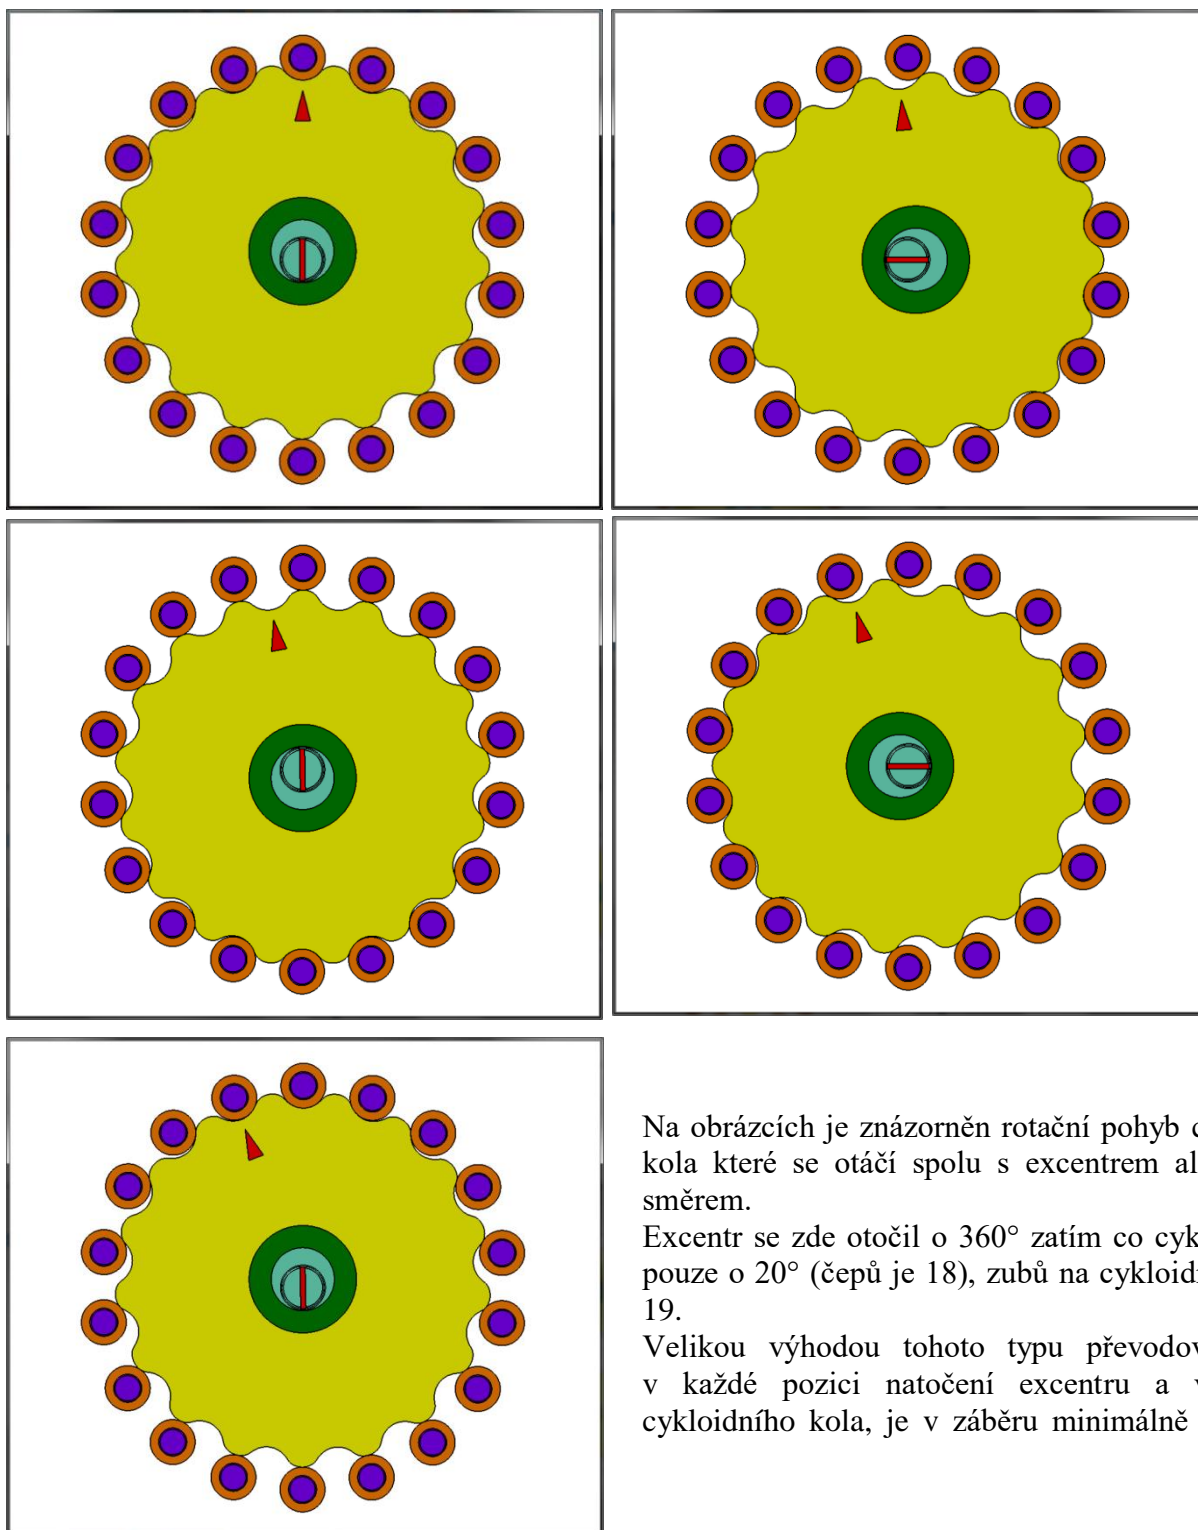 Na obrázcích je znázorněn rotační pohyb
kola které se otáčí spolu s excentrem
směrem.
Excentr se zde otočil o 360° zatím co
pouze o 20° (čepů je 18), zubů na
19.
Velikou výhodou tohoto typu
v každé pozici natočení excentru a
cykloidního kola, je v záběru minimálně